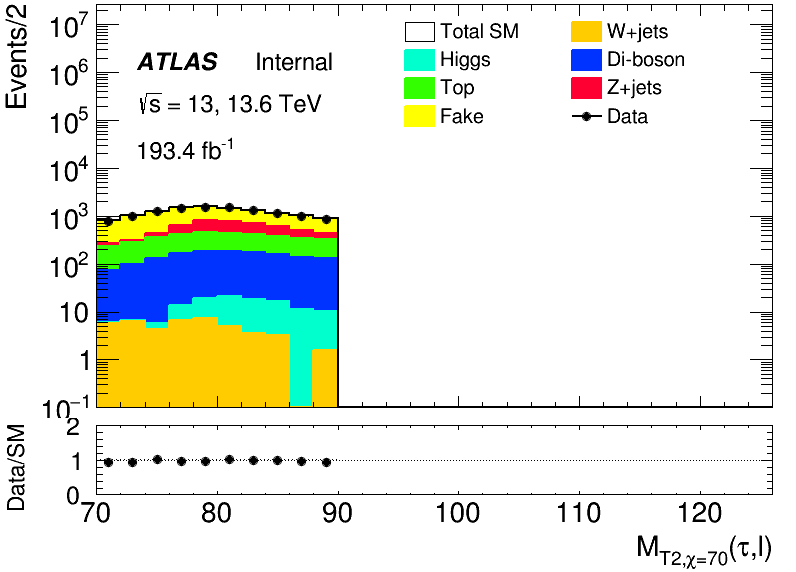 Events/2
10^7
10^6
10^5
10^4
10^3
10^2
10
1
10^-1
ATLAS Internal
√s = 13, 13.6 TeV
193.4 fb^-1
Total SM
Higgs
Top
Fake
W+jets
Di-boson
Z+jets
Data
Data/SM
2
1
0
70 80 90 100 110 120
M_T2,χ=70(τ,l)